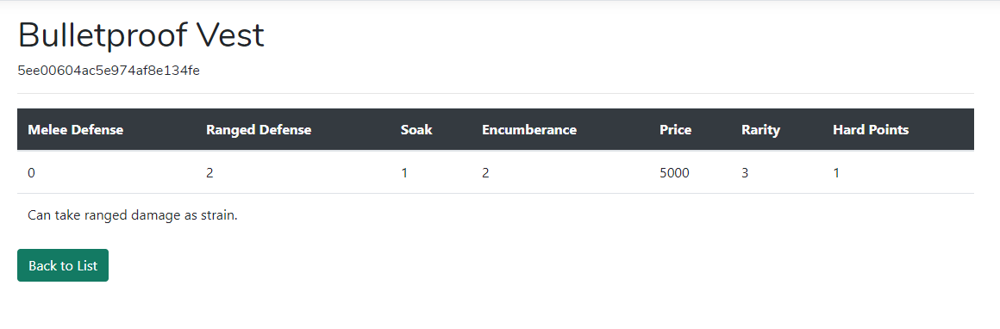 Bulletproof Vest
5ee00604ac5e974af8e134fe
Melee Defense Ranged Defense Soak Encumberance Price Rarity Hard Points
0 2 1 2 5000 3 1
Can take ranged damage as strain.
Back to List